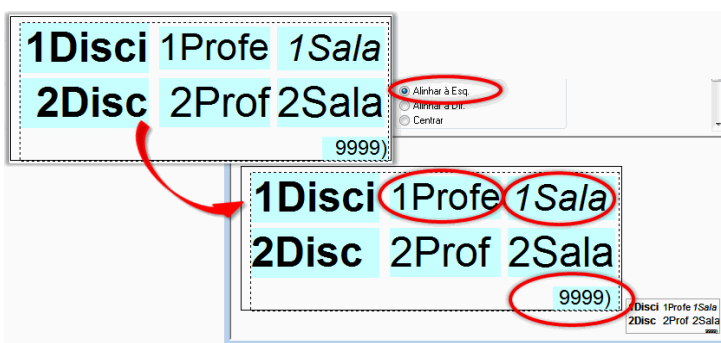 1Disci 1Profe 1Sala
2Disc 2Prof 2Sala
9999)
Alinhar à Esq.
Alinhar à Dir.
Centrar
1Disci 1Profe 1Sala
2Disc 2Prof 2Sala
9999)
1Disci 1Profe 1Sala
2Disc 2Prof 2Sala